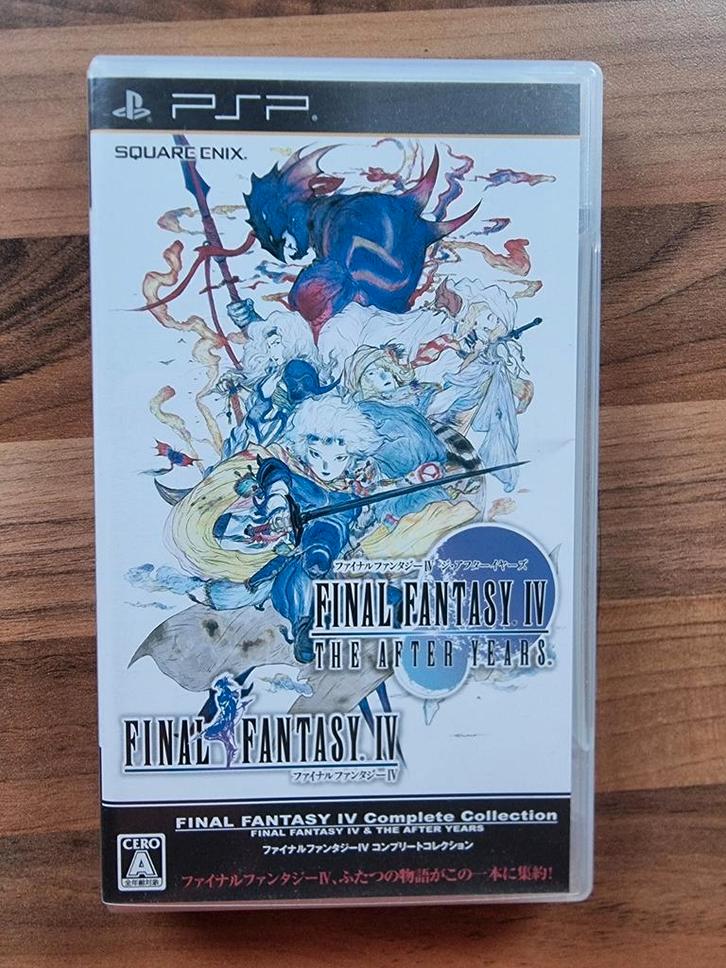 PSP
SQUARE ENIX.
ファイナルファンタジーIV ジ・アフターイヤーズ
FINAL FANTASY IV
THE AFTER YEARS.
FINAL FANTASY. IV
ファイナルファンタジーIV
FINAL FANTASY IV Complete Collection
FINAL FANTASY IV & THE AFTER YEARS
ファイナルファンタジーIV コンプリートコレクション
CERO
A
全年齢対象
ファイナルファンタジーIV、ふたつの物語がこの一本に集約!